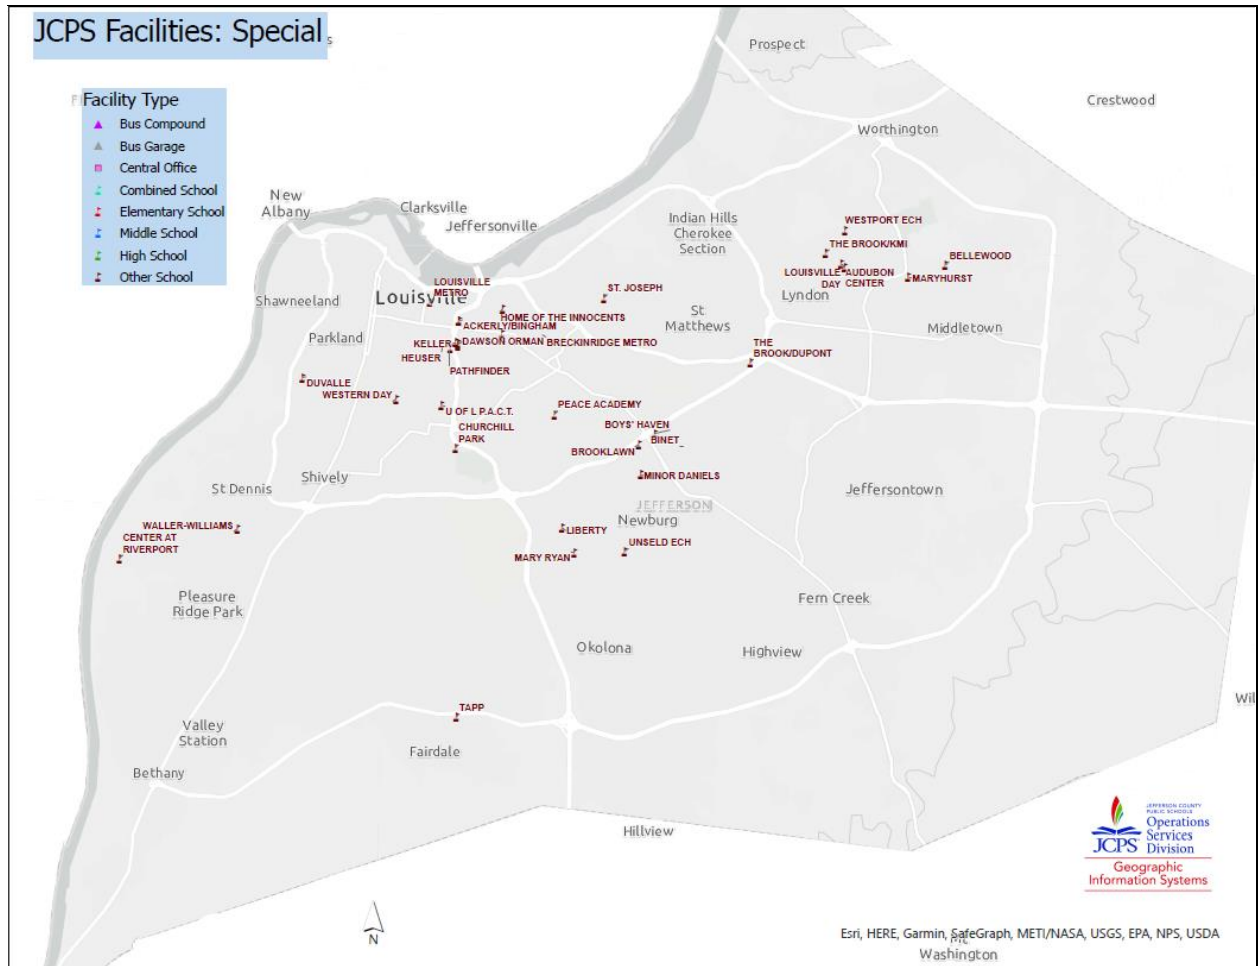 JCPS Facilities: Special
Prospect
Facility Type
Bus Compound
Bus Garage
Central Office
Combined School
Elementary School
Middle School
High School
Other School
Crestwood
Worthington
New
Albany
Clarksville
Jeffersonville
Indian Hills
Cherokee
Section
WESTPORT ECH
THE BROOK/KMI
BELLEWOOD
LOUISVILLE
DAY
AUDUBON
CENTER
MARYHURST
Lyndon
LOUISVILLE
METRO
ST. JOSEPH
Shawneeland
Louisville
HOME OF THE INNOCENTS
St
Matthews
Middletown
ACKERLY/BINGHAM
Parkland
KELLER
DAWSON ORMAN
BRECKINRIDGE METRO
THE
BROOK/DUPONT
HEUSER
PATHFINDER
DUVALLE
WESTERN DAY
U OF L P.A.C.T.
PEACE ACADEMY
CHURCHILL
PARK
BOYS' HAVEN
BINET
BROOKLAWN
MINOR DANIELS
Shively
St Dennis
Jeffersontown
JEFFERSON
Newburg
WALLER-WILLIAMS
CENTER AT
RIVERPORT
LIBERTY
MARY RYAN
UNSELD ECH
Pleasure
Ridge Park
Fern Creek
Okolona
Highview
Wil
TAPP
Valley
Station
Fairdale
Bethany
Hillview
JEFFERSON COUNTY
PUBLIC SCHOOLS
Operations
Services
Division
JCPS
Geographic
Information Systems
N
Esri, HERE, Garmin, SafeGraph, METI/NASA, USGS, EPA, NPS, USDA
Mt
Washington